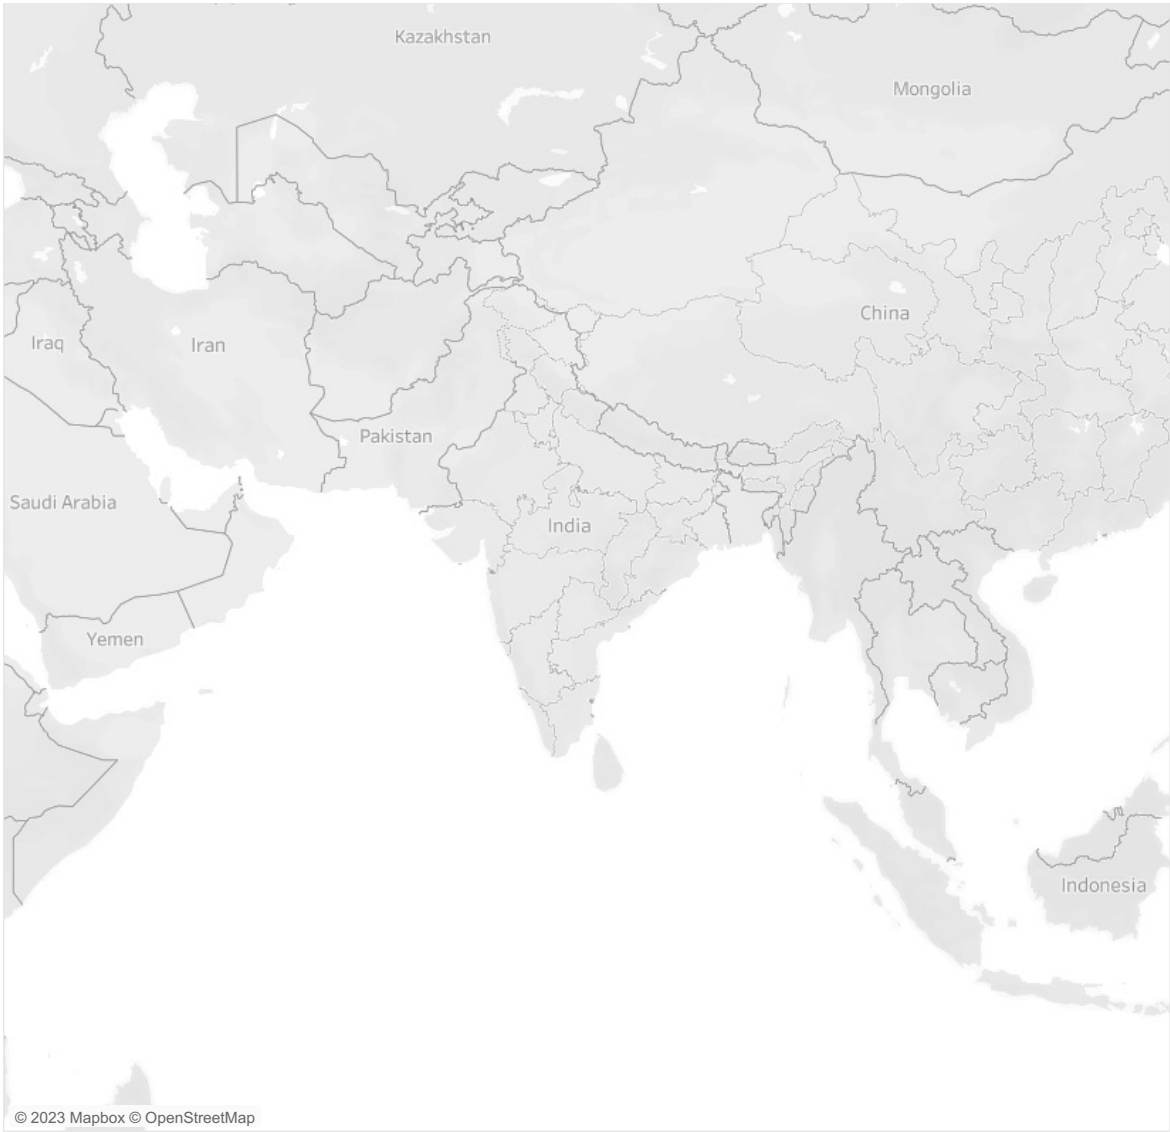 Kazakhstan
Mongolia
China
Iraq
Iran
Pakistan
Saudi Arabia
India
Yemen
Indonesia
© 2023 Mapbox © OpenStreetMap